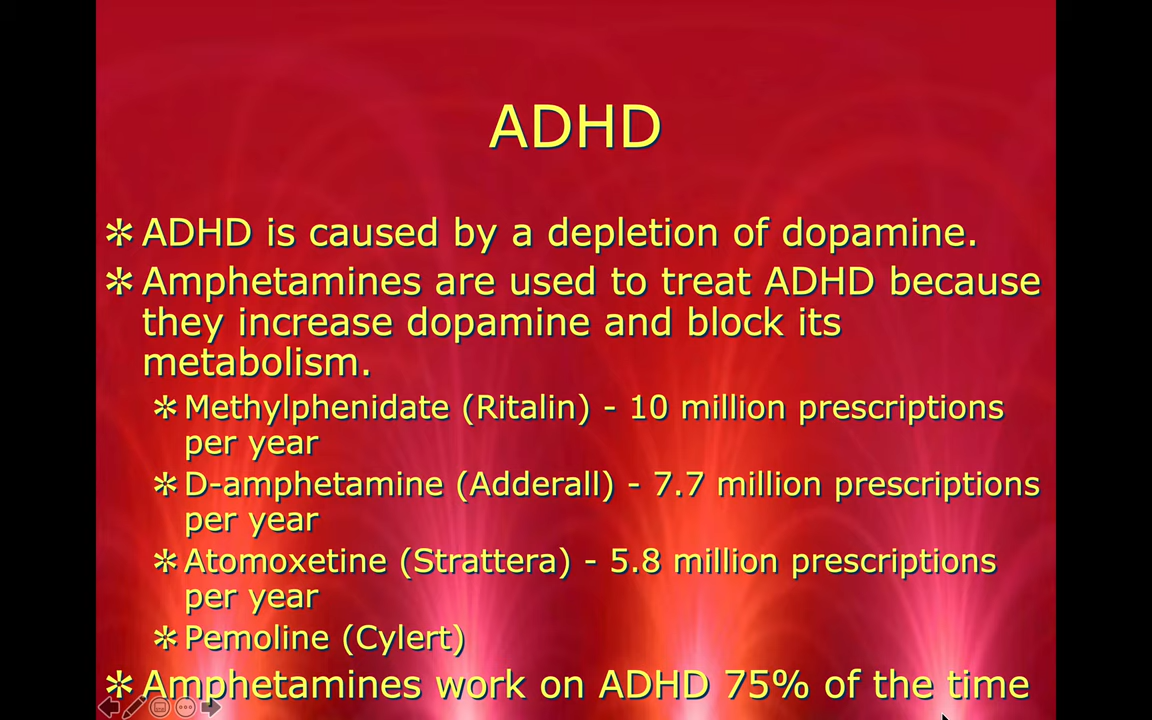 ADHD
✲ ADHD is caused by a depletion of dopamine.
✲ Amphetamines are used to treat ADHD because
they increase dopamine and block its
metabolism.
✲ Methylphenidate (Ritalin) - 10 million prescriptions
per year
✲ D-amphetamine (Adderall) - 7.7 million prescriptions
per year
✲ Atomoxetine (Strattera) - 5.8 million prescriptions
per year
✲ Pemoline (Cylert)
✲ Amphetamines work on ADHD 75% of the time